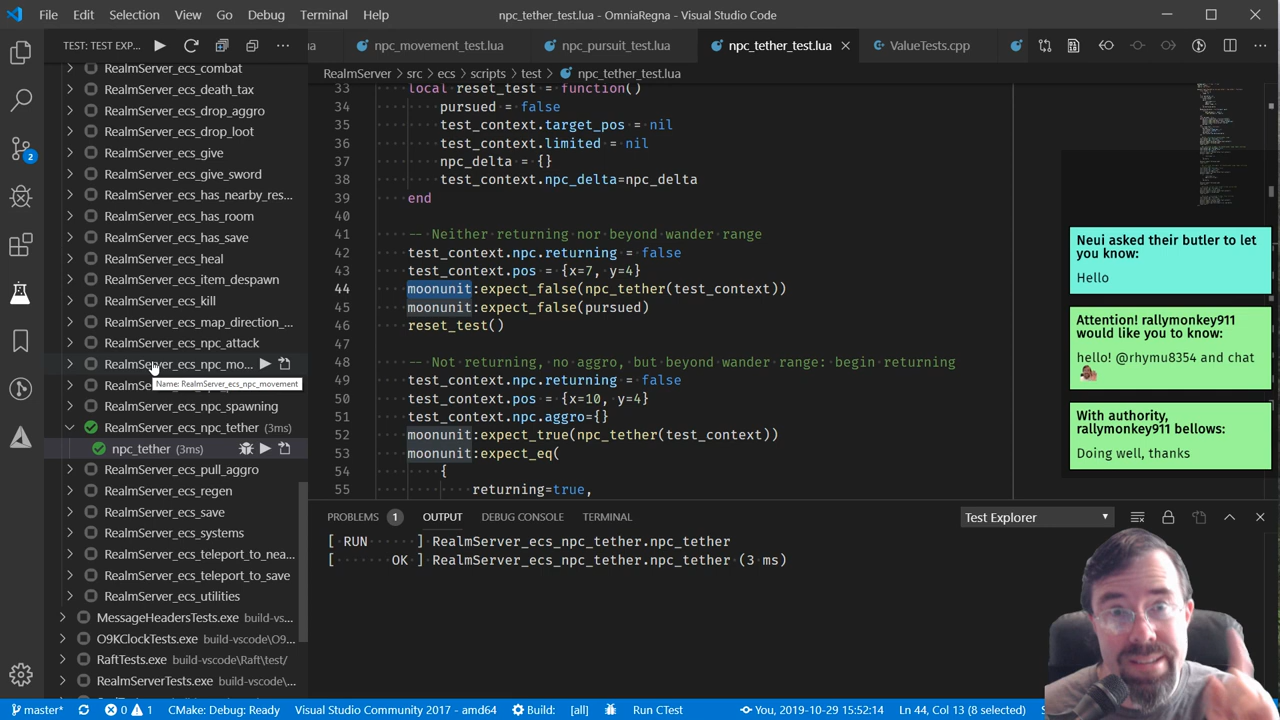 File Edit Selection View Go Debug Terminal Help npc_tether_test.lua - OmniaRegna - Visual Studio Code
TEST: TEST EXP... ua npc_movement_test.lua npc_pursuit_test.lua npc_tether_test.lua ValueTests.cpp
RealmServer > src > ecs > scripts > test > npc_tether_test.lua
RealmServer_ecs_combat
RealmServer_ecs_death_tax
RealmServer_ecs_drop_aggro
RealmServer_ecs_drop_loot
RealmServer_ecs_give
RealmServer_ecs_give_sword
RealmServer_ecs_has_nearby_res...
RealmServer_ecs_has_room
RealmServer_ecs_has_save
RealmServer_ecs_heal
RealmServer_ecs_item_despawn
RealmServer_ecs_kill
RealmServer_ecs_map_direction_...
RealmServer_ecs_npc_attack
RealmServer_ecs_npc_mo...
Name: RealmServer_ecs_npc_movement
RealmServer_ecs_npc_spawning
RealmServer_ecs_npc_tether (3ms)
npc_tether (3ms)
RealmServer_ecs_pull_aggro
RealmServer_ecs_regen
RealmServer_ecs_save
RealmServer_ecs_systems
RealmServer_ecs_teleport_to_nea...
RealmServer_ecs_teleport_to_save
RealmServer_ecs_utilities
MessageHeadersTests.exe build-vs...
O9KClockTests.exe build-vscode\O9...
RaftTests.exe build-vscode\Raft\test/
RealmServerTests.exe build-vscode\...
2
33 local reset_test = function()
34 pursued = false
35 test_context.target_pos = nil
36 test_context.limited = nil
37 npc_delta = {}
38 test_context.npc_delta=npc_delta
39 end
40
41 -- Neither returning nor beyond wander range
42 test_context.npc.returning = false
43 test_context.pos = {x=7, y=4}
44 moonunit:expect_false(npc_tether(test_context))
45 moonunit:expect_false(pursued)
46 reset_test()
47
48 -- Not returning, no aggro, but beyond wander range: begin returning
49 test_context.npc.returning = false
50 test_context.pos = {x=10, y=4}
51 test_context.npc.aggro={}
52 moonunit:expect_true(npc_tether(test_context))
53 moonunit:expect_eq(
54 {
55 returning=true,
Neui asked their butler to let
you know:
Hello
Attention! rallymonkey911
would like you to know:
hello! @rhymu8354 and chat
With authority,
rallymonkey911 bellows:
Doing well, thanks
PROBLEMS 1 OUTPUT DEBUG CONSOLE TERMINAL Test Explorer
[ RUN ] RealmServer_ecs_npc_tether.npc_tether
[ OK ] RealmServer_ecs_npc_tether.npc_tether (3 ms)
master* 0 1 CMake: Debug: Ready Visual Studio Community 2017 - amd64 Build: [all] Run CTest You, 2019-10-29 15:52:14 Ln 44, Col 13 (8 selected)